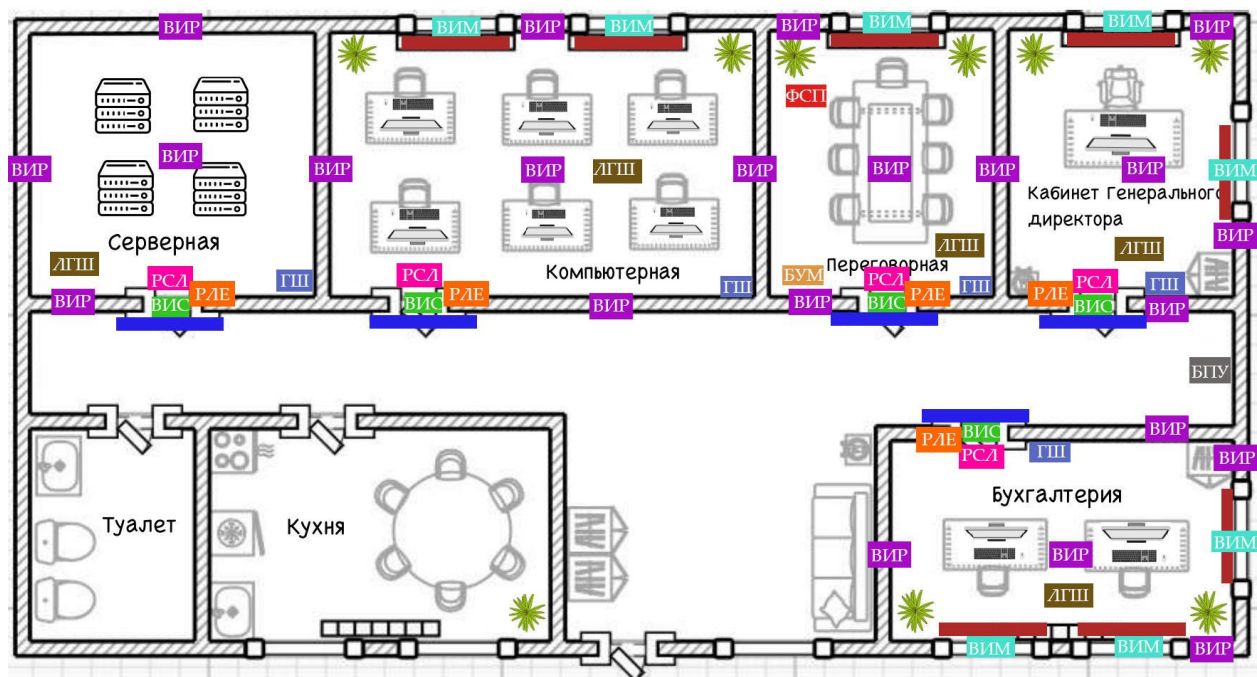 ВИР
ВИМ
ВИР
ВИМ
ВИР
ВИМ
ВИМ
ВИР
ФСП
ВИР
ВИР
ВИР
ВИР
ЛГШ
ВИР
ВИР
ВИР
ВИР
ВИМ
Кабинет Генерального
директора
Серверная
ВИР
ЛГШ
Компьютерная
ЛГШ
Переговорная
ЛГШ
РСЛ
ГШ
РСЛ
БУМ
РСЛ
ГШ
РСЛ
ГШ
ГШ
ВИР
ВИС
РЛЕ
ВИС
РЛЕ
ВИР
ВИР
ВИС
РЛЕ
РЛЕ
ВИС
ВИР
БПУ
РЛЕ
ВИС
ВИР
РСЛ
ГШ
ВИР
Бухгалтерия
Туалет
Кухня
ВИР
ВИР
ВИМ
ЛГШ
ВИМ
ВИМ
ВИР